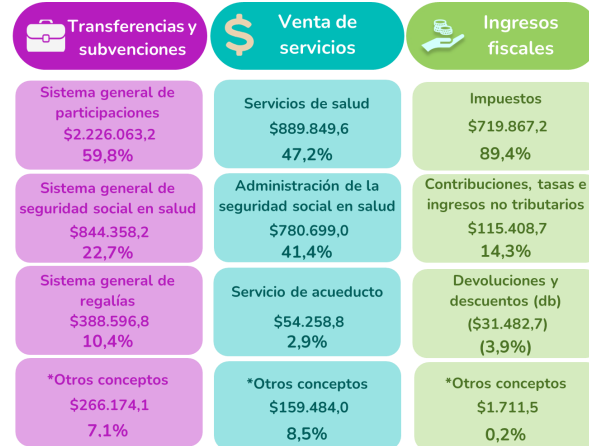 Transferencias y
subvenciones
Sistema general de
participaciones
$2.226.063,2
59,8%
Sistema general de
seguridad social en salud
$844.358,2
22,7%
Sistema general de
regalías
$388.596,8
10,4%
*Otros conceptos
$266.174,1
7,1%
Venta de
servicios
Servicios de salud
$889.849,6
47,2%
Administración de la
seguridad social en salud
$780.699,0
41,4%
Servicio de acueducto
$54.258,8
2,9%
*Otros conceptos
$159.484,0
8,5%
Ingresos
fiscales
Impuestos
$719.867,2
89,4%
Contribuciones, tasas e
ingresos no tributarios
$115.408,7
14,3%
Devoluciones y
descuentos (db)
($31.482,7)
(3,9%)
*Otros conceptos
$1.711,5
0,2%